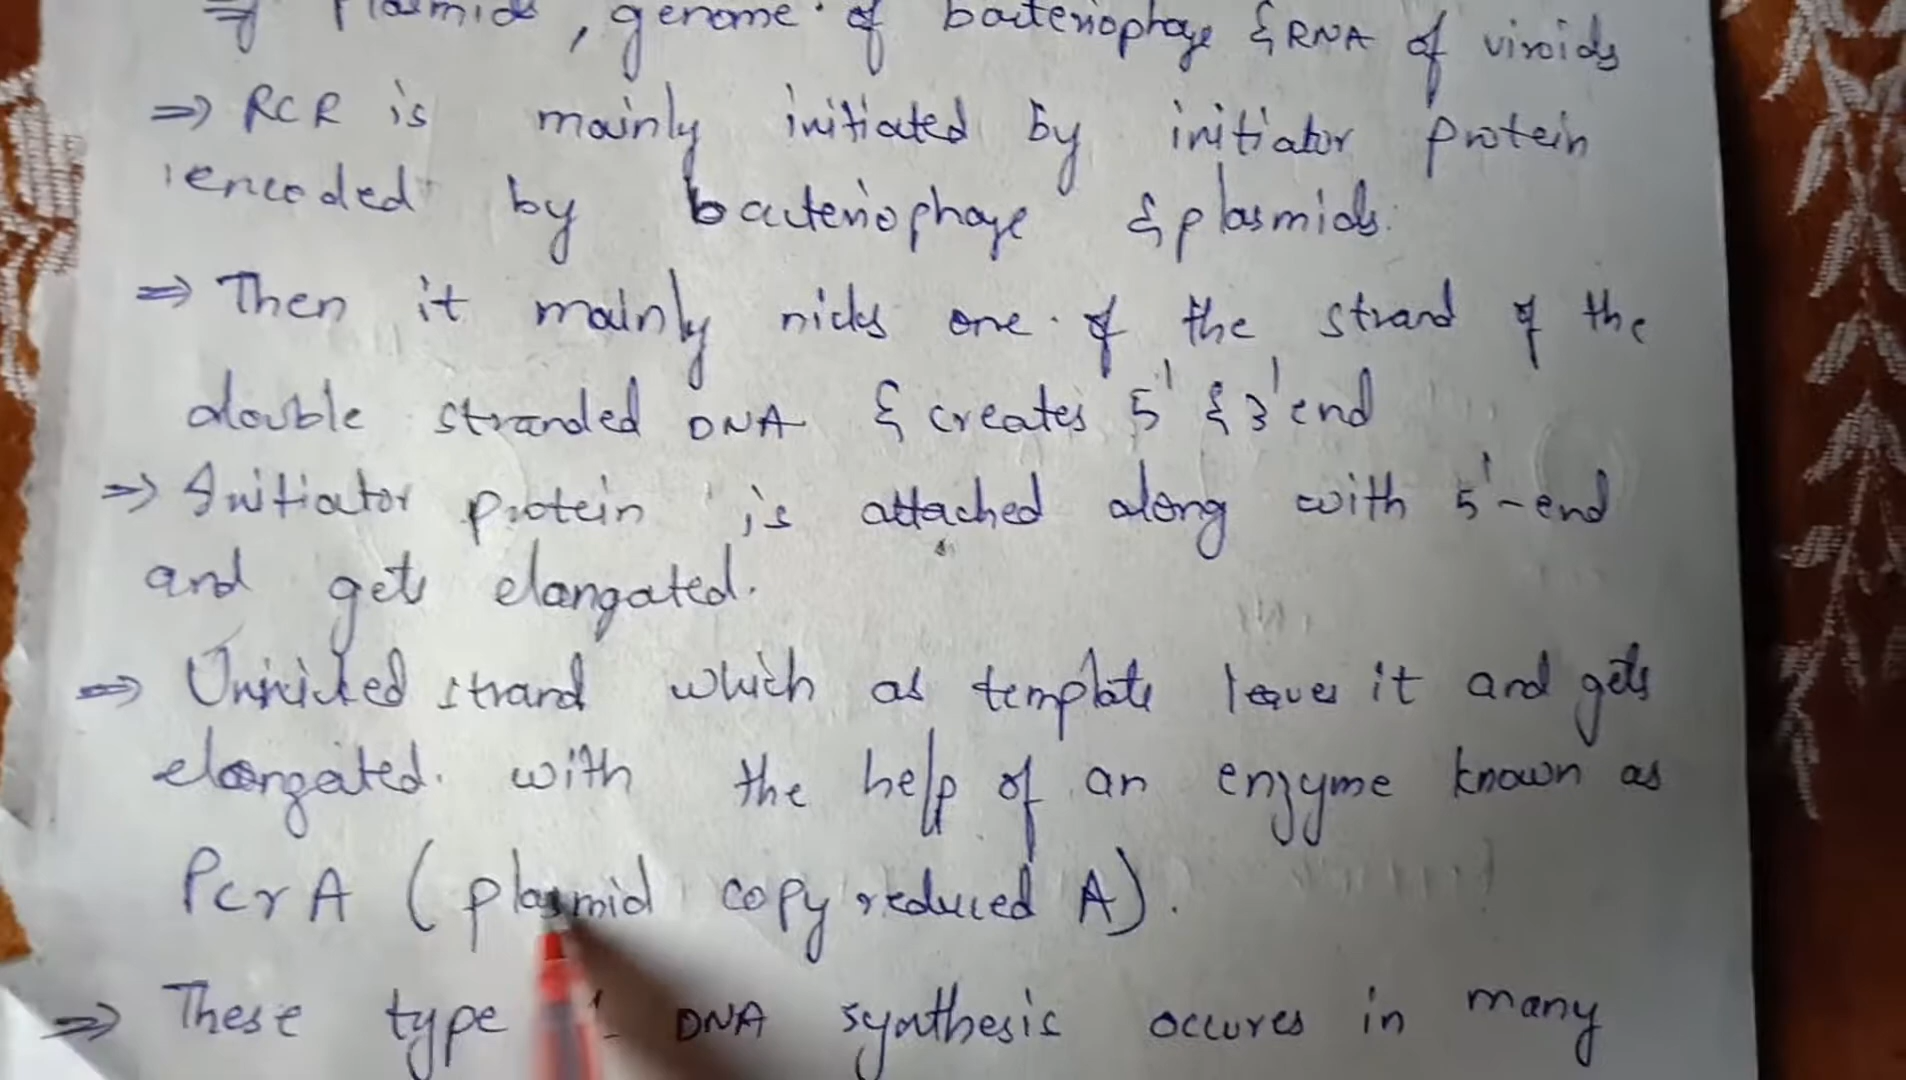 of Plasmids, genome of bacteriophage & RNA of viroids
⇒ RCR is mainly initiated by initiator protein
encoded by bacteriophage & plasmids.
⇒ Then it mainly nicks one of the strand of the
double stranded DNA & creates 5' & 3' end
⇒ Initiator protein is attached along with 5'-end
and gets elangated.
⇒ Unnicked strand which as template leaves it and gets
elongated. with the help of an enzyme known as
PcrA (plasmid copy reduced A).
⇒ These type DNA synthesis occures in many